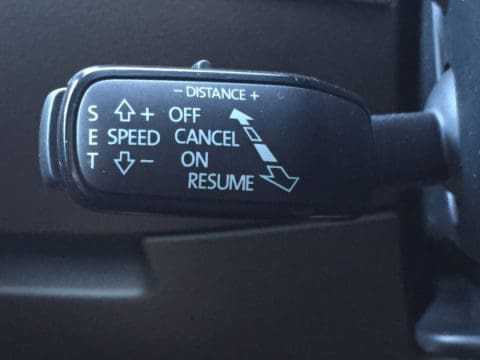 − DISTANCE +
S + OFF
E SPEED CANCEL
T − ON
RESUME